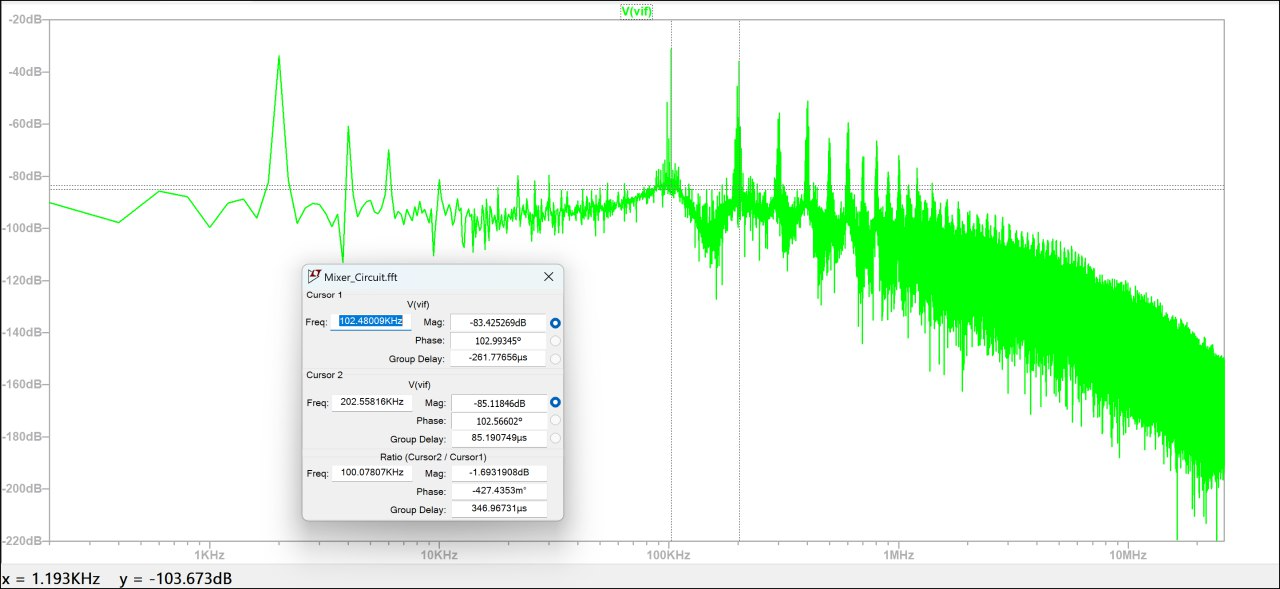 V(vif)
-20dB
-40dB
-60dB
-80dB
-100dB
-120dB
-140dB
-160dB
-180dB
-200dB
-220dB
1KHz 10KHz 100KHz 1MHz 10MHz
Mixer_Circuit.fft
Cursor 1
V(vif)
Freq: 102.48009KHz Mag: -83.425269dB
Phase: 102.99345°
Group Delay: -261.77656µs
Cursor 2
V(vif)
Freq: 202.55816KHz Mag: -85.11846dB
Phase: 102.56602°
Group Delay: 85.190749µs
Ratio (Cursor2 / Cursor1)
Freq: 100.07807KHz Mag: -1.6931908dB
Phase: -427.4353m°
Group Delay: 346.96731µs
x = 1.193KHz y = -103.673dB